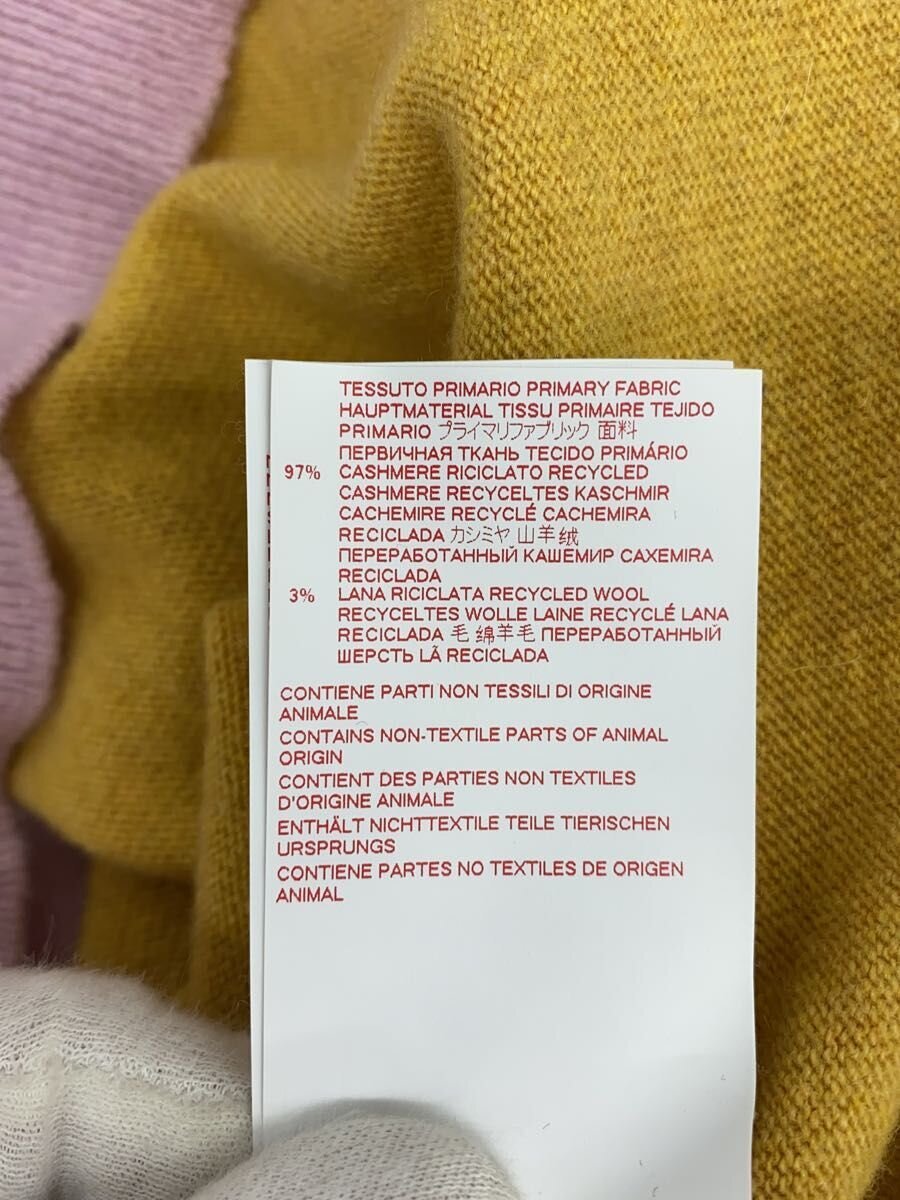 TESSUTO PRIMARIO PRIMARY FABRIC
HAUPTMATERIAL TISSU PRIMAIRE TEJIDO
PRIMARIO プライマリファブリック 面料
ПЕРВИЧНАЯ ТКАНЬ TECIDO PRIMÁRIO
97% CASHMERE RICICLATO RECYCLED
CASHMERE RECYCELTES KASCHMIR
CACHEMIRE RECYCLÉ CACHEMIRA
RECICLADA カシミヤ 山羊绒
ПЕРЕРАБОТАННЫЙ КАШЕМИР CAXEMIRA
RECICLADA
3% LANA RICICLATA RECYCLED WOOL
RECYCELTES WOLLE LAINE RECYCLÉ LANA
RECICLADA 毛 绵羊毛 ПЕРЕРАБОТАННЫЙ
ШЕРСТЬ LÃ RECICLADA
CONTIENE PARTI NON TESSILI DI ORIGINE
ANIMALE
CONTAINS NON-TEXTILE PARTS OF ANIMAL
ORIGIN
CONTIENT DES PARTIES NON TEXTILES
D'ORIGINE ANIMALE
ENTHÄLT NICHTTEXTILE TEILE TIERISCHEN
URSPRUNGS
CONTIENE PARTES NO TEXTILES DE ORIGEN
ANIMAL